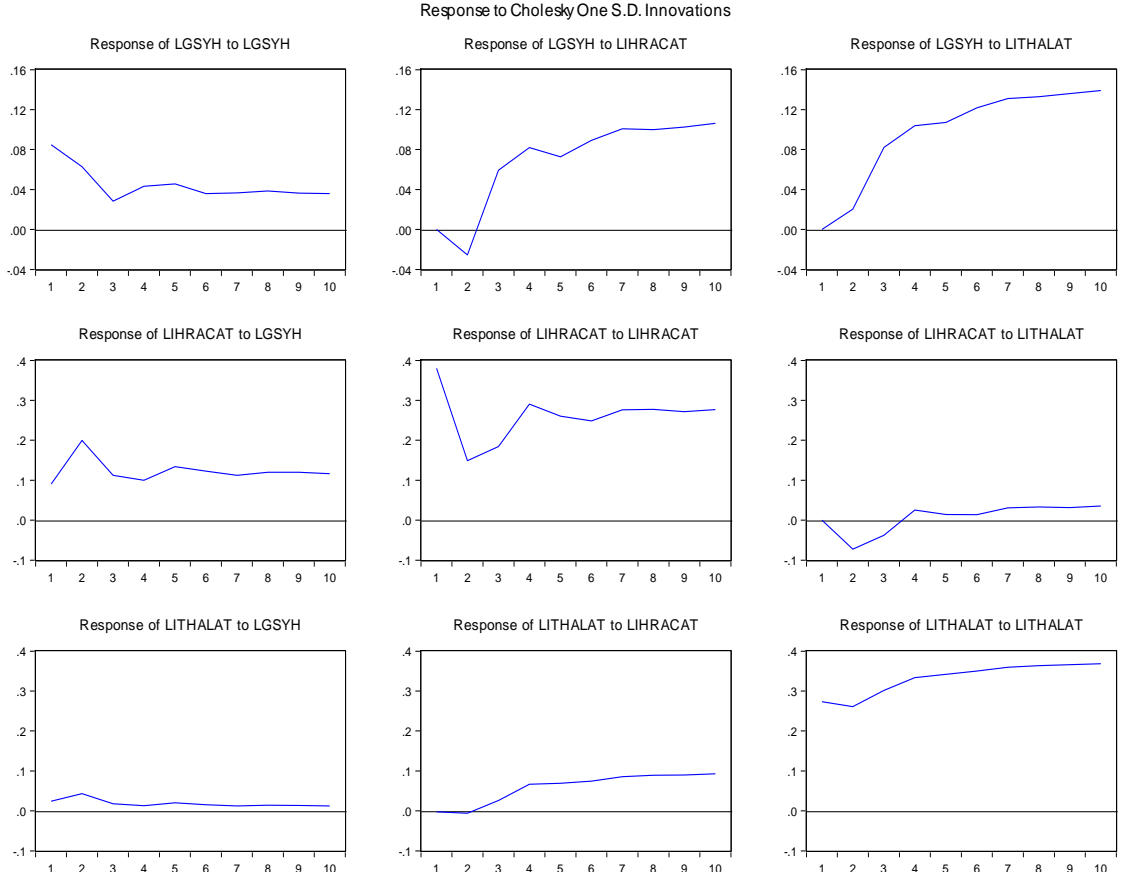 Response to Cholesky One S.D. Innovations
Response of LGSYH to LGSYH
.16
.12
.08
.04
.00
-.04
1 2 3 4 5 6 7 8 9 10
Response of LGSYH to LIHRACAT
.16
.12
.08
.04
.00
-.04
1 2 3 4 5 6 7 8 9 10
Response of LGSYH to LITHALAT
.16
.12
.08
.04
.00
-.04
1 2 3 4 5 6 7 8 9 10
Response of LIHRACAT to LGSYH
.4
.3
.2
.1
.0
-.1
1 2 3 4 5 6 7 8 9 10
Response of LIHRACAT to LIHRACAT
.4
.3
.2
.1
.0
-.1
1 2 3 4 5 6 7 8 9 10
Response of LIHRACAT to LITHALAT
.4
.3
.2
.1
.0
-.1
1 2 3 4 5 6 7 8 9 10
Response of LITHALAT to LGSYH
.4
.3
.2
.1
.0
-.1
1 2 3 4 5 6 7 8 9 10
Response of LITHALAT to LIHRACAT
.4
.3
.2
.1
.0
-.1
1 2 3 4 5 6 7 8 9 10
Response of LITHALAT to LITHALAT
.4
.3
.2
.1
.0
-.1
1 2 3 4 5 6 7 8 9 10